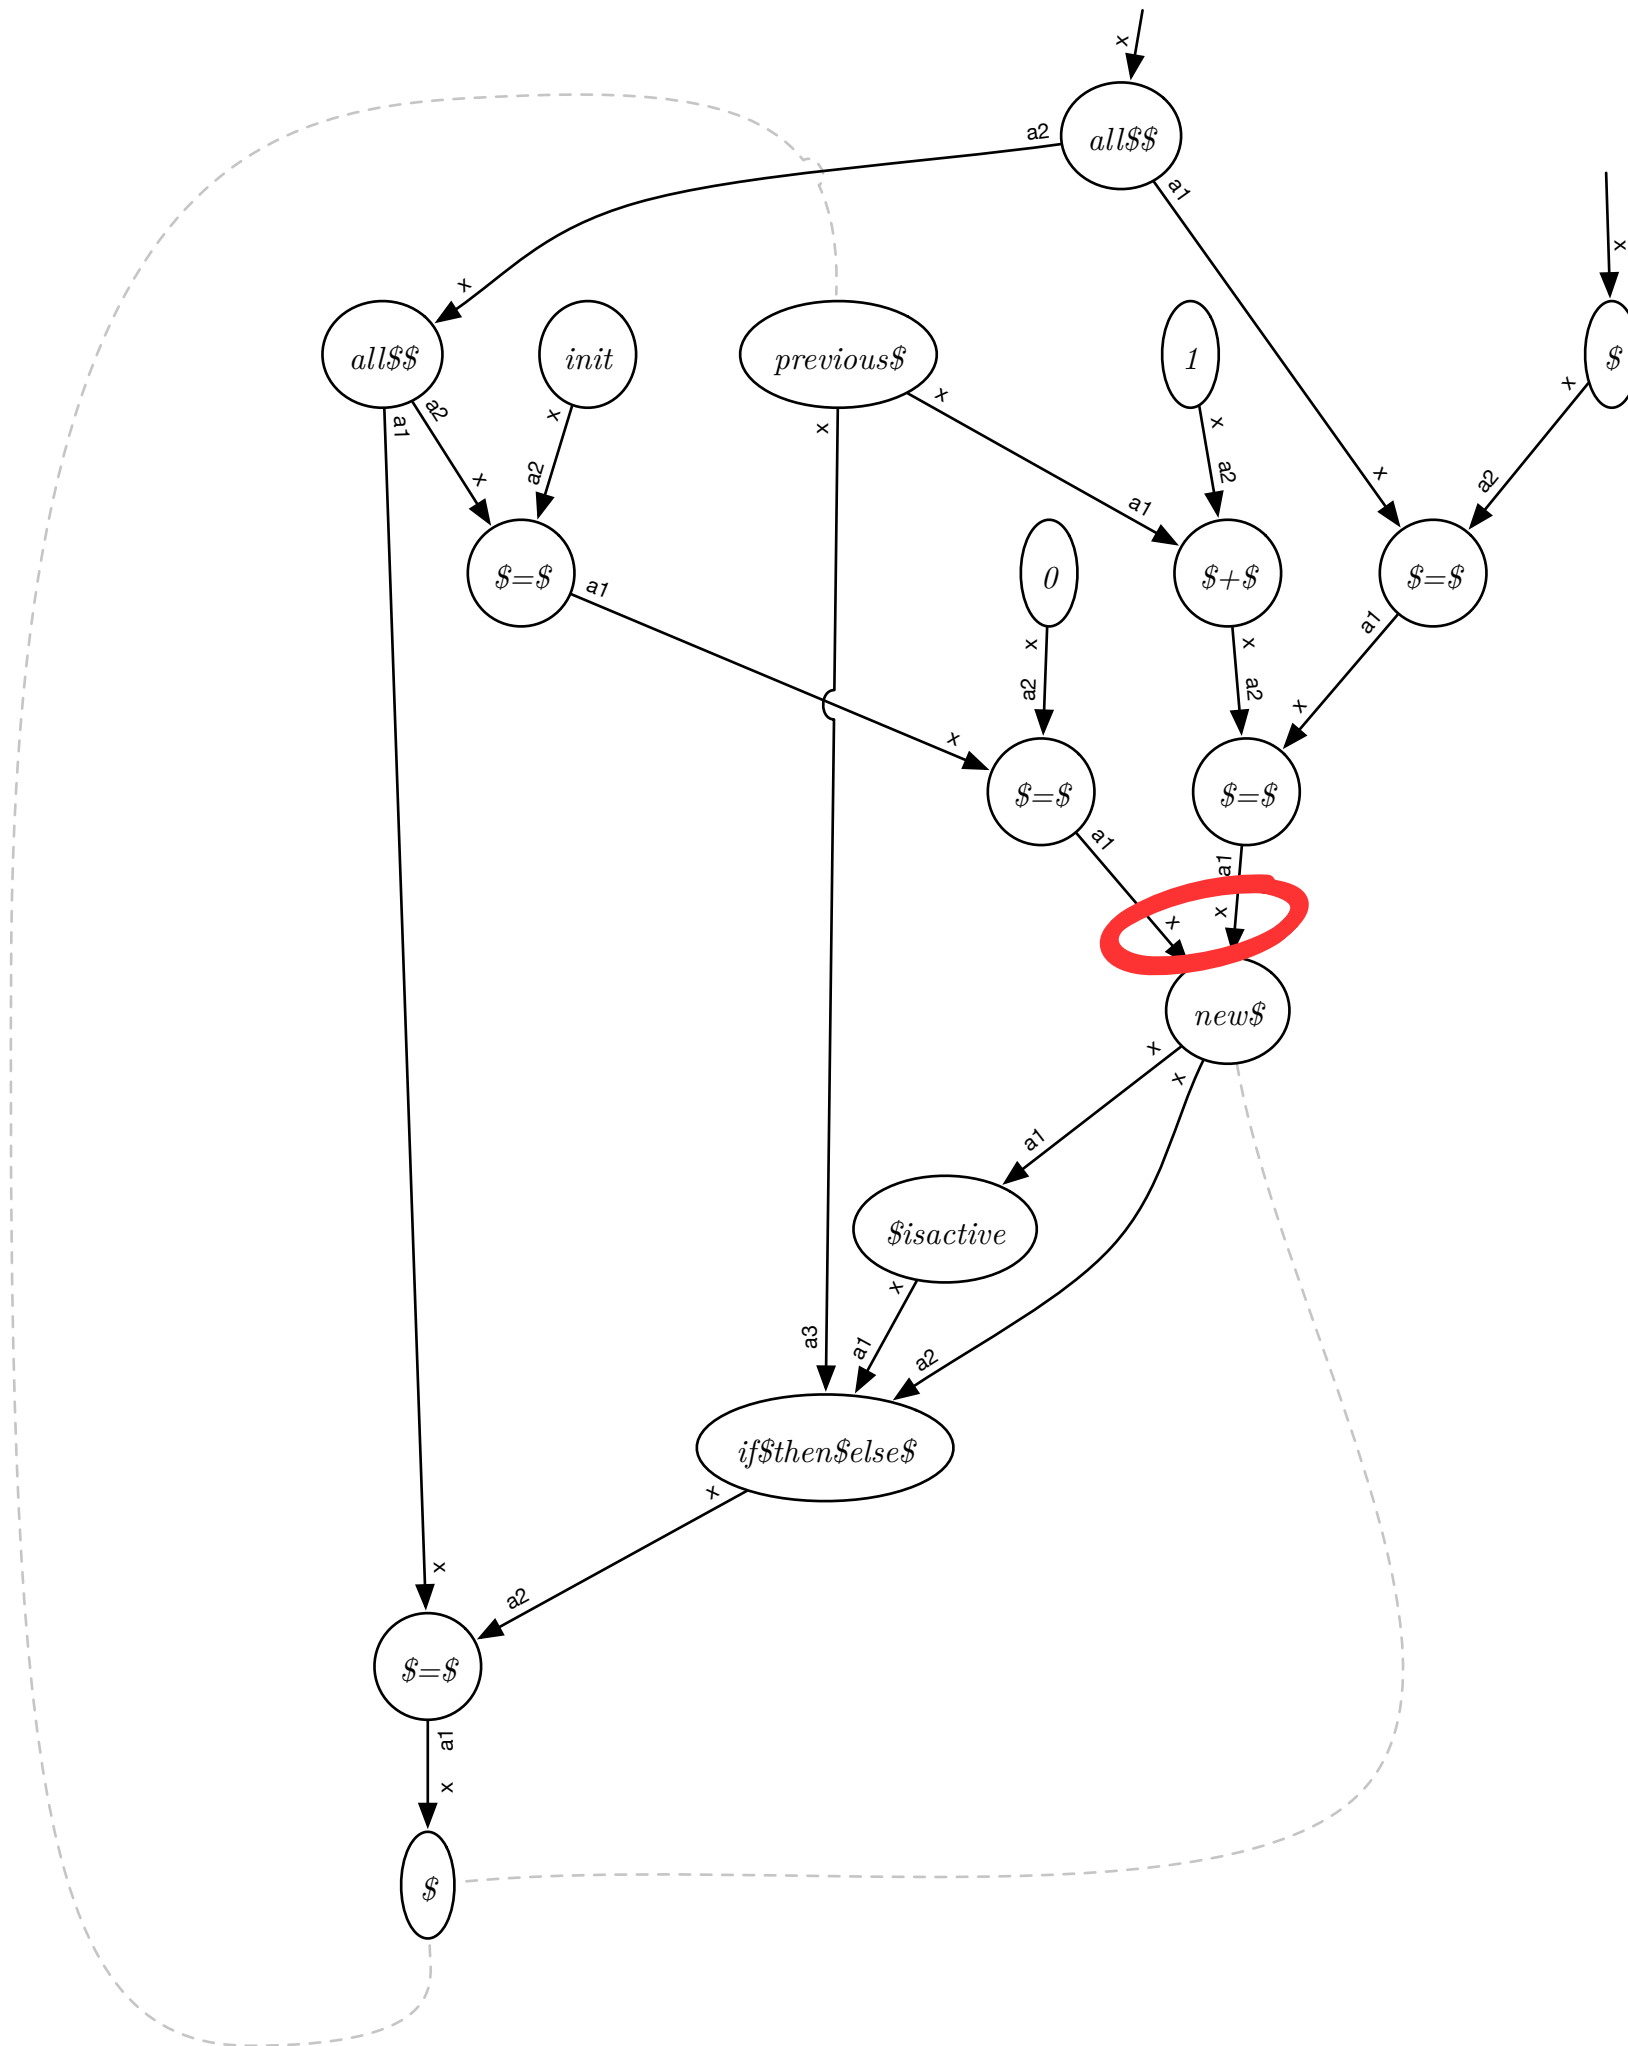 x
all$$
a2
a1
x
x
all$$
init
previous$
1
$
x
a1
a2
x
x
x
x
x
x
a2
a1
a2
x
a2
$=$
0
$+$
$=$
a1
x
x
a1
a2
a2
x
x
$=$
$=$
a1
a1
x
x
new$
x
x
a1
$isactive
x
a3
a1
a2
if$then$else$
x
x
a2
$=$
a1
x
$